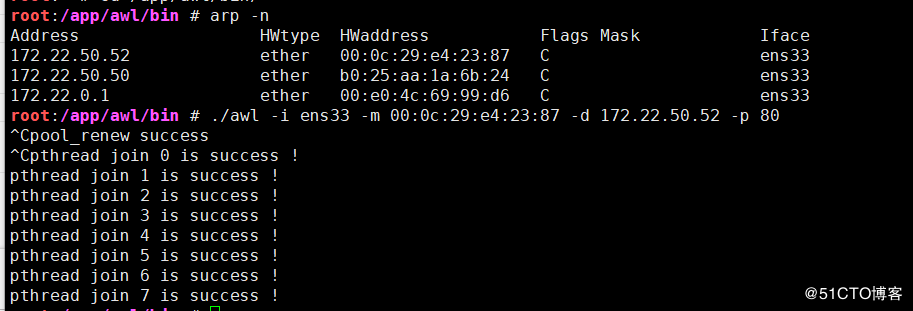 root:/app/awl/bin # arp -n
Address HWtype HWaddress Flags Mask Iface
172.22.50.52 ether 00:0c:29:e4:23:87 C ens33
172.22.50.50 ether b0:25:aa:1a:6b:24 C ens33
172.22.0.1 ether 00:e0:4c:69:99:d6 C ens33
root:/app/awl/bin # ./awl -i ens33 -m 00:0c:29:e4:23:87 -d 172.22.50.52 -p 80
^Cpool_renew success
^Cpthread join 0 is success !
pthread join 1 is success !
pthread join 2 is success !
pthread join 3 is success !
pthread join 4 is success !
pthread join 5 is success !
pthread join 6 is success !
pthread join 7 is success !
@51CTO博客